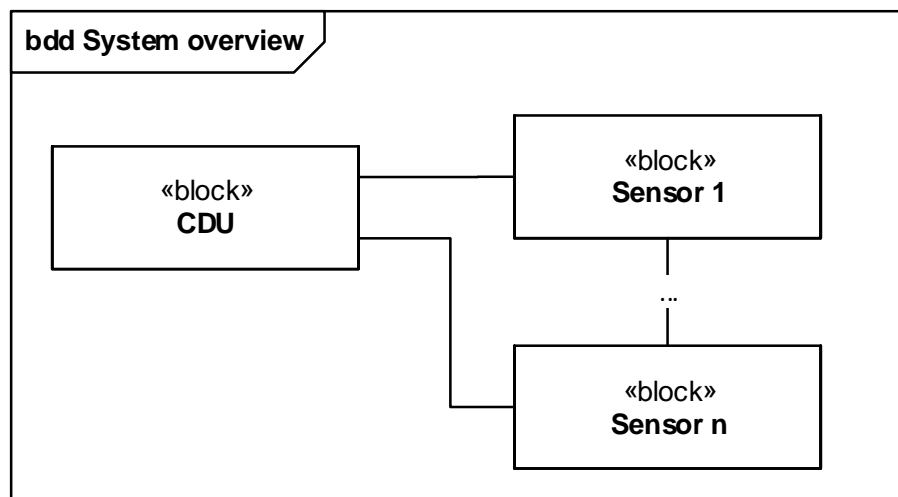 bdd System overview
«block»
CDU
«block»
Sensor 1
...
«block»
Sensor n